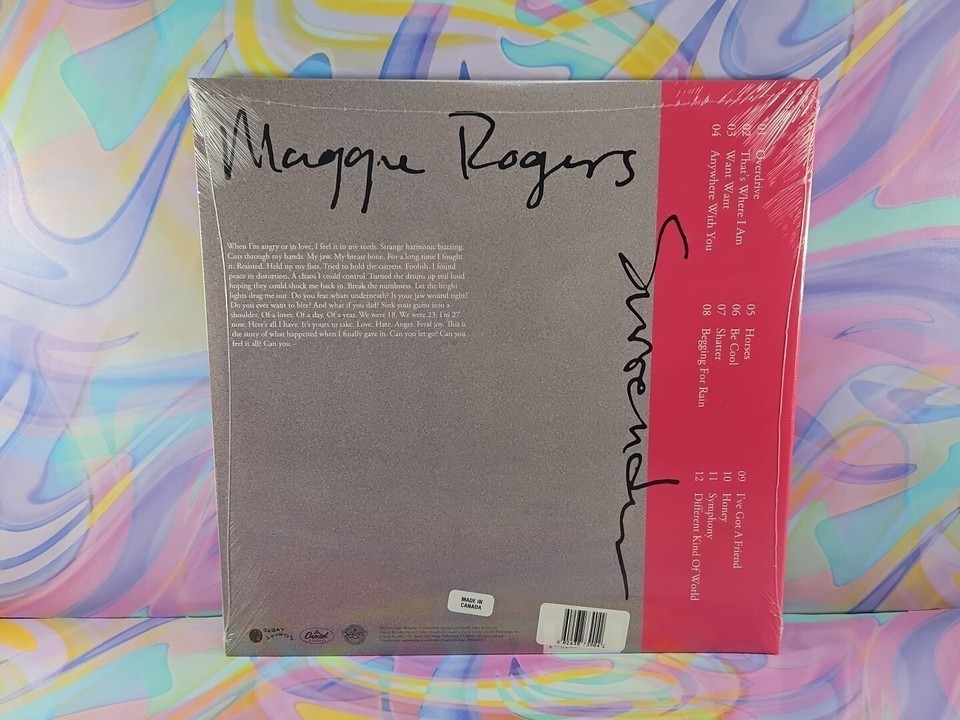 Maggie Rogers
Surrender
When I'm angry or in love, I feel it in my teeth. Strange harmonic buzzing.
Cuts through my hands. My jaw. My breast bone. For a long time I fought
it. Resisted. Held up my fists. Tried to hold the current. Foolish. I found
peace in distortion. A chaos I could control. Turned the drums up real loud
hoping they could shock me back in. Break the numbness. Let the bright
lights drag me out. Do you fear whats underneath? Is your jaw wound tight?
Do you ever want to bite? And what if you did? Sink your gums into a
shoulder. Of a lover. Of a day. Of a year. We were 18. We were 23. I'm 27
now. Here's all I have. It's yours to take. Love. Hate. Anger. Feral joy. This is
the story of what happened when I finally gave in. Can you let go? Can you
feel it all? Can you -
01 Overdrive
02 That's Where I Am
03 Want Want
04 Anywhere With You
05 Horses
06 Be Cool
07 Shatter
08 Begging For Rain
09 I've Got A Friend
10 Honey
11 Symphony
12 Different Kind Of World
MADE IN
CANADA
Capitol